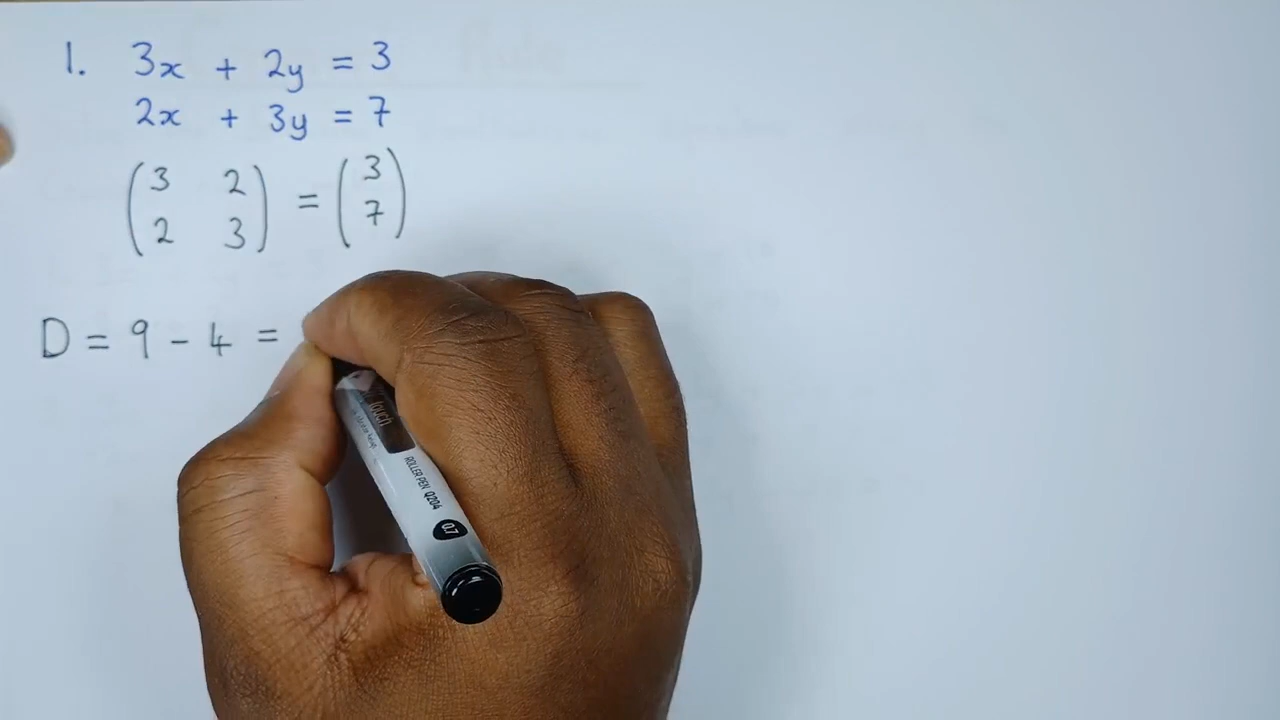 1. 3x + 2y = 3
2x + 3y = 7
(3 2) = (3)
(2 3) (7)
D = 9 - 4 =
touch
ROLLER PEN Q204
0.7